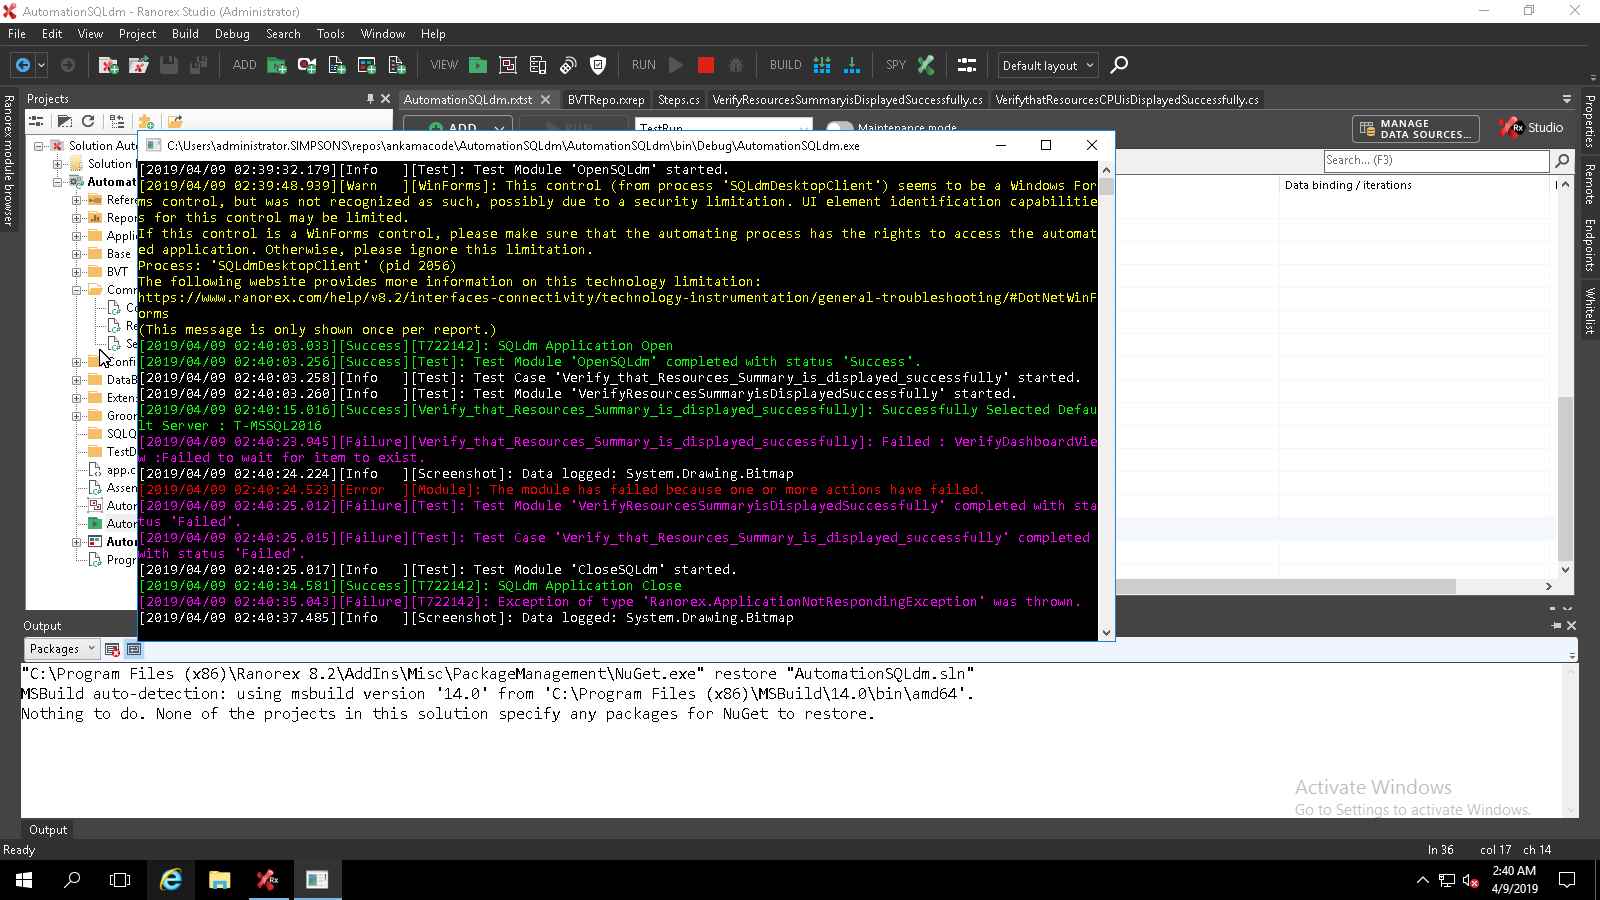 AutomationSQLdm - Ranorex Studio (Administrator)
File Edit View Project Build Debug Search Tools Window Help
ADD VIEW RUN BUILD SPY Default layout
Ranorex module browser
Projects
AutomationSQLdm.rxtst BVTRepo.rxrep Steps.cs VerifyResourcesSummaryisDisplayedSuccessfully.cs VerifythatResourcesCPUisDisplayedSuccessfully.cs
Properties
Remote Endpoints
Whitelist
ADD RUN TestRun Maintenance mode
MANAGE
DATA SOURCES...
Rx Studio
Search... (F3)
Data binding / iterations
Solution Auto
Solution
Automat
Refere
Repor
Appli
Base
BVT
Comm
Co
Re
Se
Confi
DataB
Exten
Groom
SQLQ
TestD
app.c
Assem
Autom
Autom
Autor
Progr
C:\Users\administrator.SIMPSONS\repos\ankamacode\AutomationSQLdm\AutomationSQLdm\bin\Debug\AutomationSQLdm.exe
[2019/04/09 02:39:32.179][Info   ][Test]: Test Module 'OpenSQLdm' started.
[2019/04/09 02:39:48.939][Warn   ][WinForms]: This control (from process 'SQLdmDesktopClient') seems to be a Windows For
ms control, but was not recognized as such, possibly due to a security limitation. UI element identification capabilitie
s for this control may be limited.
If this control is a WinForms control, please make sure that the automating process has the rights to access the automat
ed application. Otherwise, please ignore this limitation.
Process: 'SQLdmDesktopClient' (pid 2056)
The following website provides more information on this technology limitation:
https://www.ranorex.com/help/v8.2/interfaces-connectivity/technology-instrumentation/general-troubleshooting/#DotNetWinF
orms
(This message is only shown once per report.)
[2019/04/09 02:40:03.033][Success][T722142]: SQLdm Application Open
[2019/04/09 02:40:03.256][Success][Test]: Test Module 'OpenSQLdm' completed with status 'Success'.
[2019/04/09 02:40:03.258][Info   ][Test]: Test Case 'Verify_that_Resources_Summary_is_displayed_successfully' started.
[2019/04/09 02:40:03.260][Info   ][Test]: Test Module 'VerifyResourcesSummaryisDisplayedSuccessfully' started.
[2019/04/09 02:40:15.016][Success][Verify_that_Resources_Summary_is_displayed_successfully]: Successfully Selected Defau
lt Server : T-MSSQL2016
[2019/04/09 02:40:23.945][Failure][Verify_that_Resources_Summary_is_displayed_successfully]: Failed : VerifyDashboardVie
w :Failed to wait for item to exist.
[2019/04/09 02:40:24.224][Info   ][Screenshot]: Data logged: System.Drawing.Bitmap
[2019/04/09 02:40:24.523][Error  ][Module]: The module has failed because one or more actions have failed.
[2019/04/09 02:40:25.012][Failure][Test]: Test Module 'VerifyResourcesSummaryisDisplayedSuccessfully' completed with sta
tus 'Failed'.
[2019/04/09 02:40:25.015][Failure][Test]: Test Case 'Verify_that_Resources_Summary_is_displayed_successfully' completed
with status 'Failed'.
[2019/04/09 02:40:25.017][Info   ][Test]: Test Module 'CloseSQLdm' started.
[2019/04/09 02:40:34.581][Success][T722142]: SQLdm Application Close
[2019/04/09 02:40:35.043][Failure][T722142]: Exception of type 'Ranorex.ApplicationNotRespondingException' was thrown.
[2019/04/09 02:40:37.485][Info   ][Screenshot]: Data logged: System.Drawing.Bitmap
Output
Packages
"C:\Program Files (x86)\Ranorex 8.2\AddIns\Misc\PackageManagement\NuGet.exe" restore "AutomationSQLdm.sln"
MSBuild auto-detection: using msbuild version '14.0' from 'C:\Program Files (x86)\MSBuild\14.0\bin\amd64'.
Nothing to do. None of the projects in this solution specify any packages for NuGet to restore.
Activate Windows
Go to Settings to activate Windows.
Output
Ready ln 36 col 17 ch 14
2:40 AM
4/9/2019